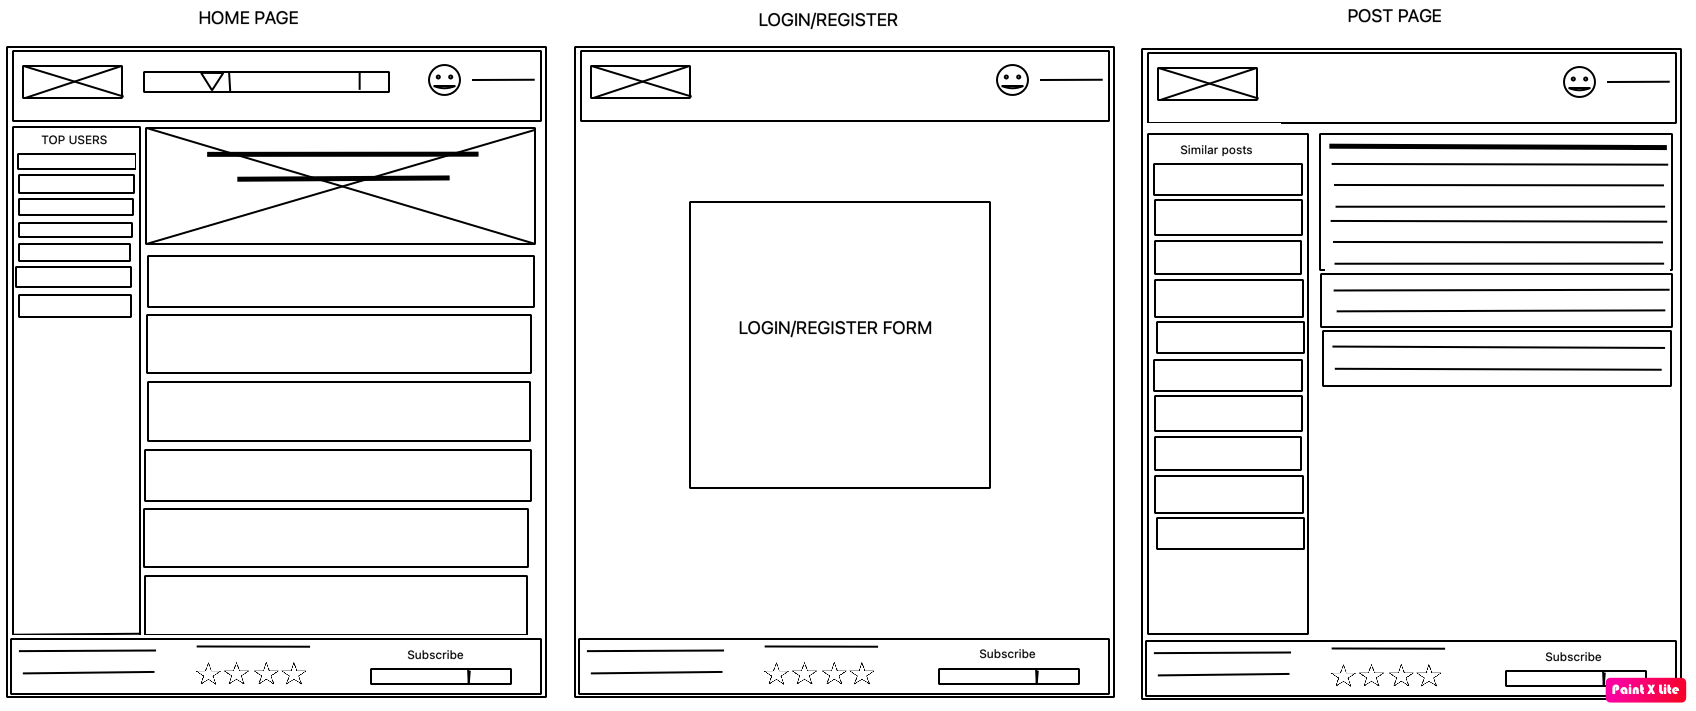 HOME PAGE
TOP USERS
Subscribe
LOGIN/REGISTER
LOGIN/REGISTER FORM
Subscribe
POST PAGE
Similar posts
Subscribe
Paint X Lite